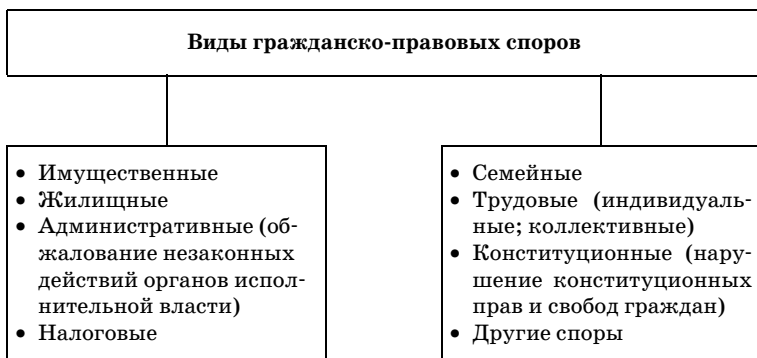 Виды гражданско-правовых споров
• Имущественные
• Жилищные
• Административные (об-
жалование незаконных
действий органов испол-
нительной власти)
• Налоговые
• Семейные
• Трудовые (индивидуаль-
ные; коллективные)
• Конституционные (нару-
шение конституционных
прав и свобод граждан)
• Другие споры